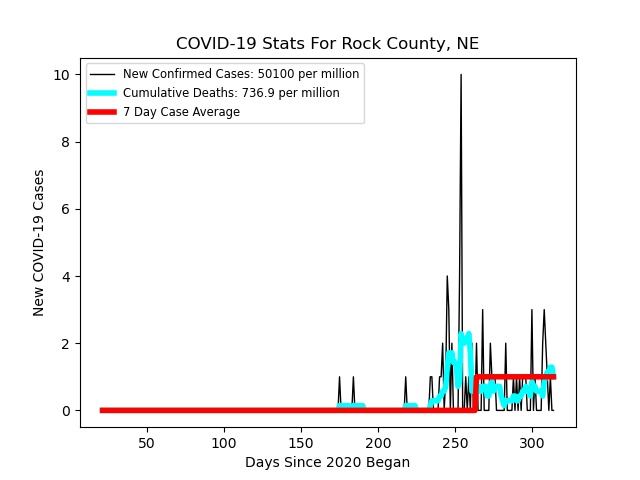 COVID-19 Stats For Rock County, NE
New Confirmed Cases: 50100 per million
Cumulative Deaths: 736.9 per million
7 Day Case Average
10
8
6
4
2
0
New COVID-19 Cases
50 100 150 200 250 300
Days Since 2020 Began